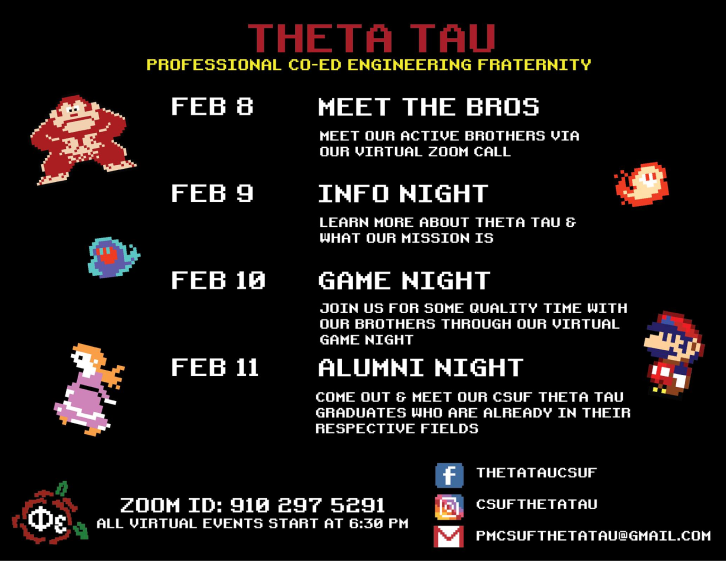 THETA TAU
PROFESSIONAL CO-ED ENGINEERING FRATERNITY
FEB 8 MEET THE BROS
MEET OUR ACTIVE BROTHERS VIA
OUR VIRTUAL ZOOM CALL
FEB 9 INFO NIGHT
LEARN MORE ABOUT THETA TAU &
WHAT OUR MISSION IS
FEB 10 GAME NIGHT
JOIN US FOR SOME QUALITY TIME WITH
OUR BROTHERS THROUGH OUR VIRTUAL
GAME NIGHT
FEB 11 ALUMNI NIGHT
COME OUT & MEET OUR CSUF THETA TAU
GRADUATES WHO ARE ALREADY IN THEIR
RESPECTIVE FIELDS
THETATAUCSUF
CSUFTHETATAU
PMCSUFTHETATAU@GMAIL.COM
ZOOM ID: 910 297 5291
ALL VIRTUAL EVENTS START AT 6:30 PM
Φε